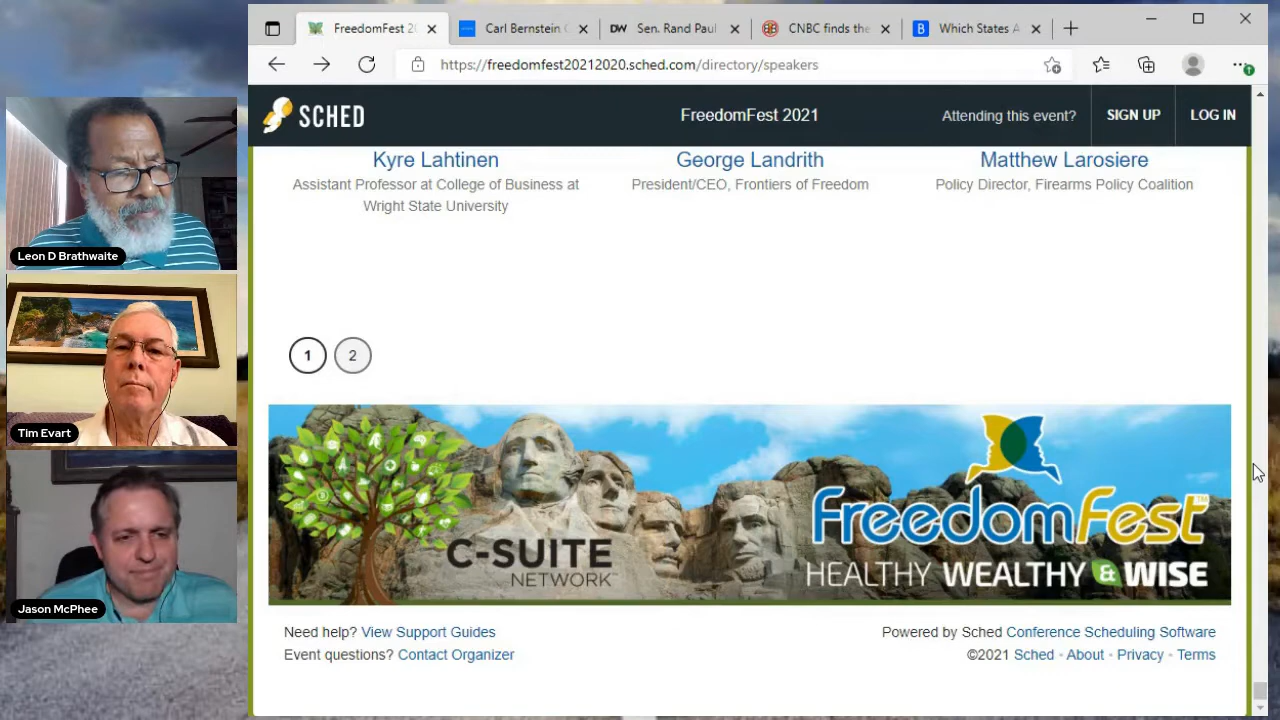 FreedomFest 2
Carl Bernstein
DW
Sen. Rand Paul
CNBC finds the
B
Which States A
https://freedomfest20212020.sched.com/directory/speakers
SCHED
FreedomFest 2021
Attending this event?
SIGN UP
LOG IN
Kyre Lahtinen
Assistant Professor at College of Business at
Wright State University
George Landrith
President/CEO, Frontiers of Freedom
Matthew Larosiere
Policy Director, Firearms Policy Coalition
Leon D Brathwaite
Tim Evart
Jason McPhee
1
2
C-SUITE
NETWORK™
FreedomFest™
HEALTHY WEALTHY & WISE
Need help? View Support Guides
Event questions? Contact Organizer
Powered by Sched Conference Scheduling Software
©2021 Sched • About • Privacy • Terms